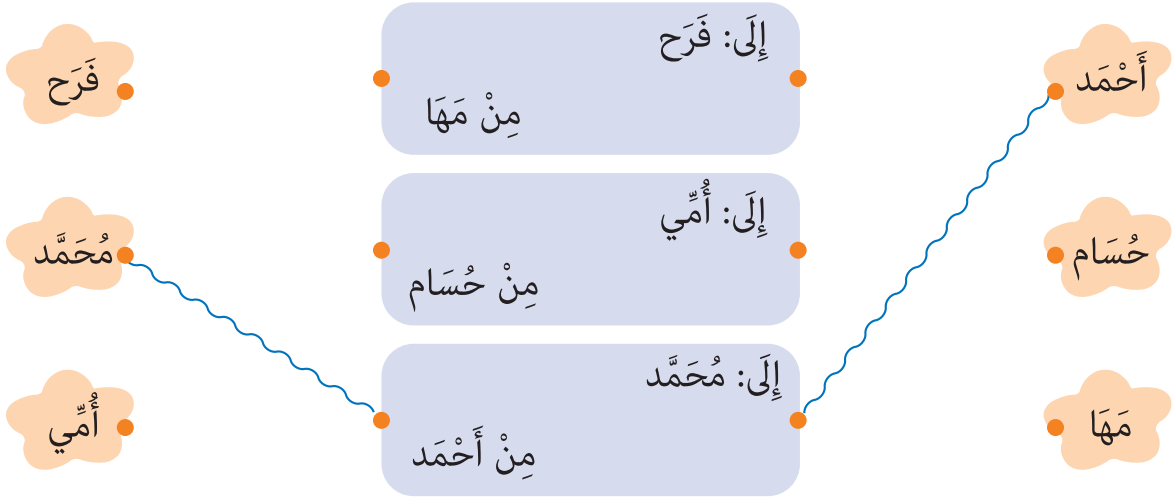 أَحْمَد
حُسَام
مَهَا
إِلَى: فَرَح
مِنْ مَهَا
إِلَى: أُمِّي
مِنْ حُسَام
إِلَى: مُحَمَّد
مِنْ أَحْمَد
فَرَح
مُحَمَّد
أُمِّي